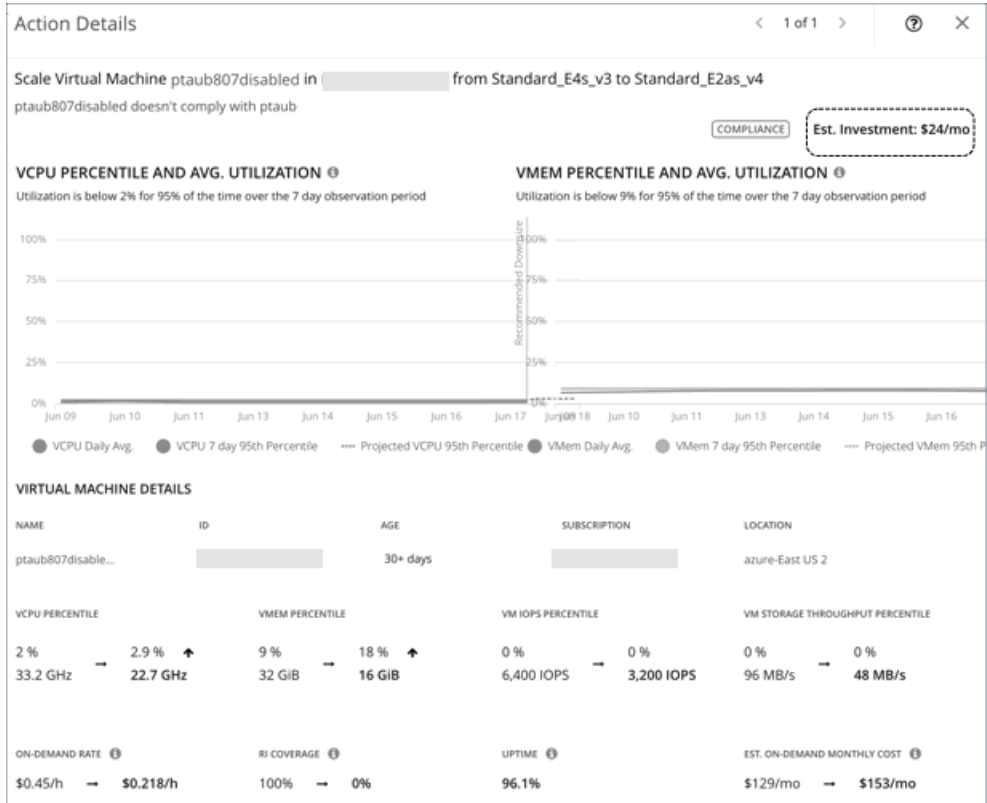 Action Details
1 of 1
Scale Virtual Machine ptaub807disabled in from Standard_E4s_v3 to Standard_E2as_v4
ptaub807disabled doesn't comply with ptaub
COMPLIANCE
Est. Investment: $24/mo
VCPU PERCENTILE AND AVG. UTILIZATION
Utilization is below 2% for 95% of the time over the 7 day observation period
100%
75%
50%
25%
0%
Jun 09 Jun 10 Jun 11 Jun 13 Jun 14 Jun 15 Jun 16 Jun 17 Jun 18
Recommended Downsize
VCPU Daily Avg. VCPU 7 day 95th Percentile Projected VCPU 95th Percentile
VMEM PERCENTILE AND AVG. UTILIZATION
Utilization is below 9% for 95% of the time over the 7 day observation period
100%
75%
50%
25%
0%
Jun 09 Jun 10 Jun 11 Jun 13 Jun 14 Jun 15 Jun 16
VMem Daily Avg. VMem 7 day 95th Percentile Projected VMem 95th P
VIRTUAL MACHINE DETAILS
NAME ID AGE SUBSCRIPTION LOCATION
ptaub807disable... 30+ days azure-East US 2
VCPU PERCENTILE VMEM PERCENTILE VM IOPS PERCENTILE VM STORAGE THROUGHPUT PERCENTILE
2 % → 2.9 % ↑ 9 % → 18 % ↑ 0 % → 0 % 0 % → 0 %
33.2 GHz 22.7 GHz 32 GiB 16 GiB 6,400 IOPS 3,200 IOPS 96 MB/s 48 MB/s
ON-DEMAND RATE RI COVERAGE UPTIME EST. ON-DEMAND MONTHLY COST
$0.45/h → $0.218/h 100% → 0% 96.1% $129/mo → $153/mo